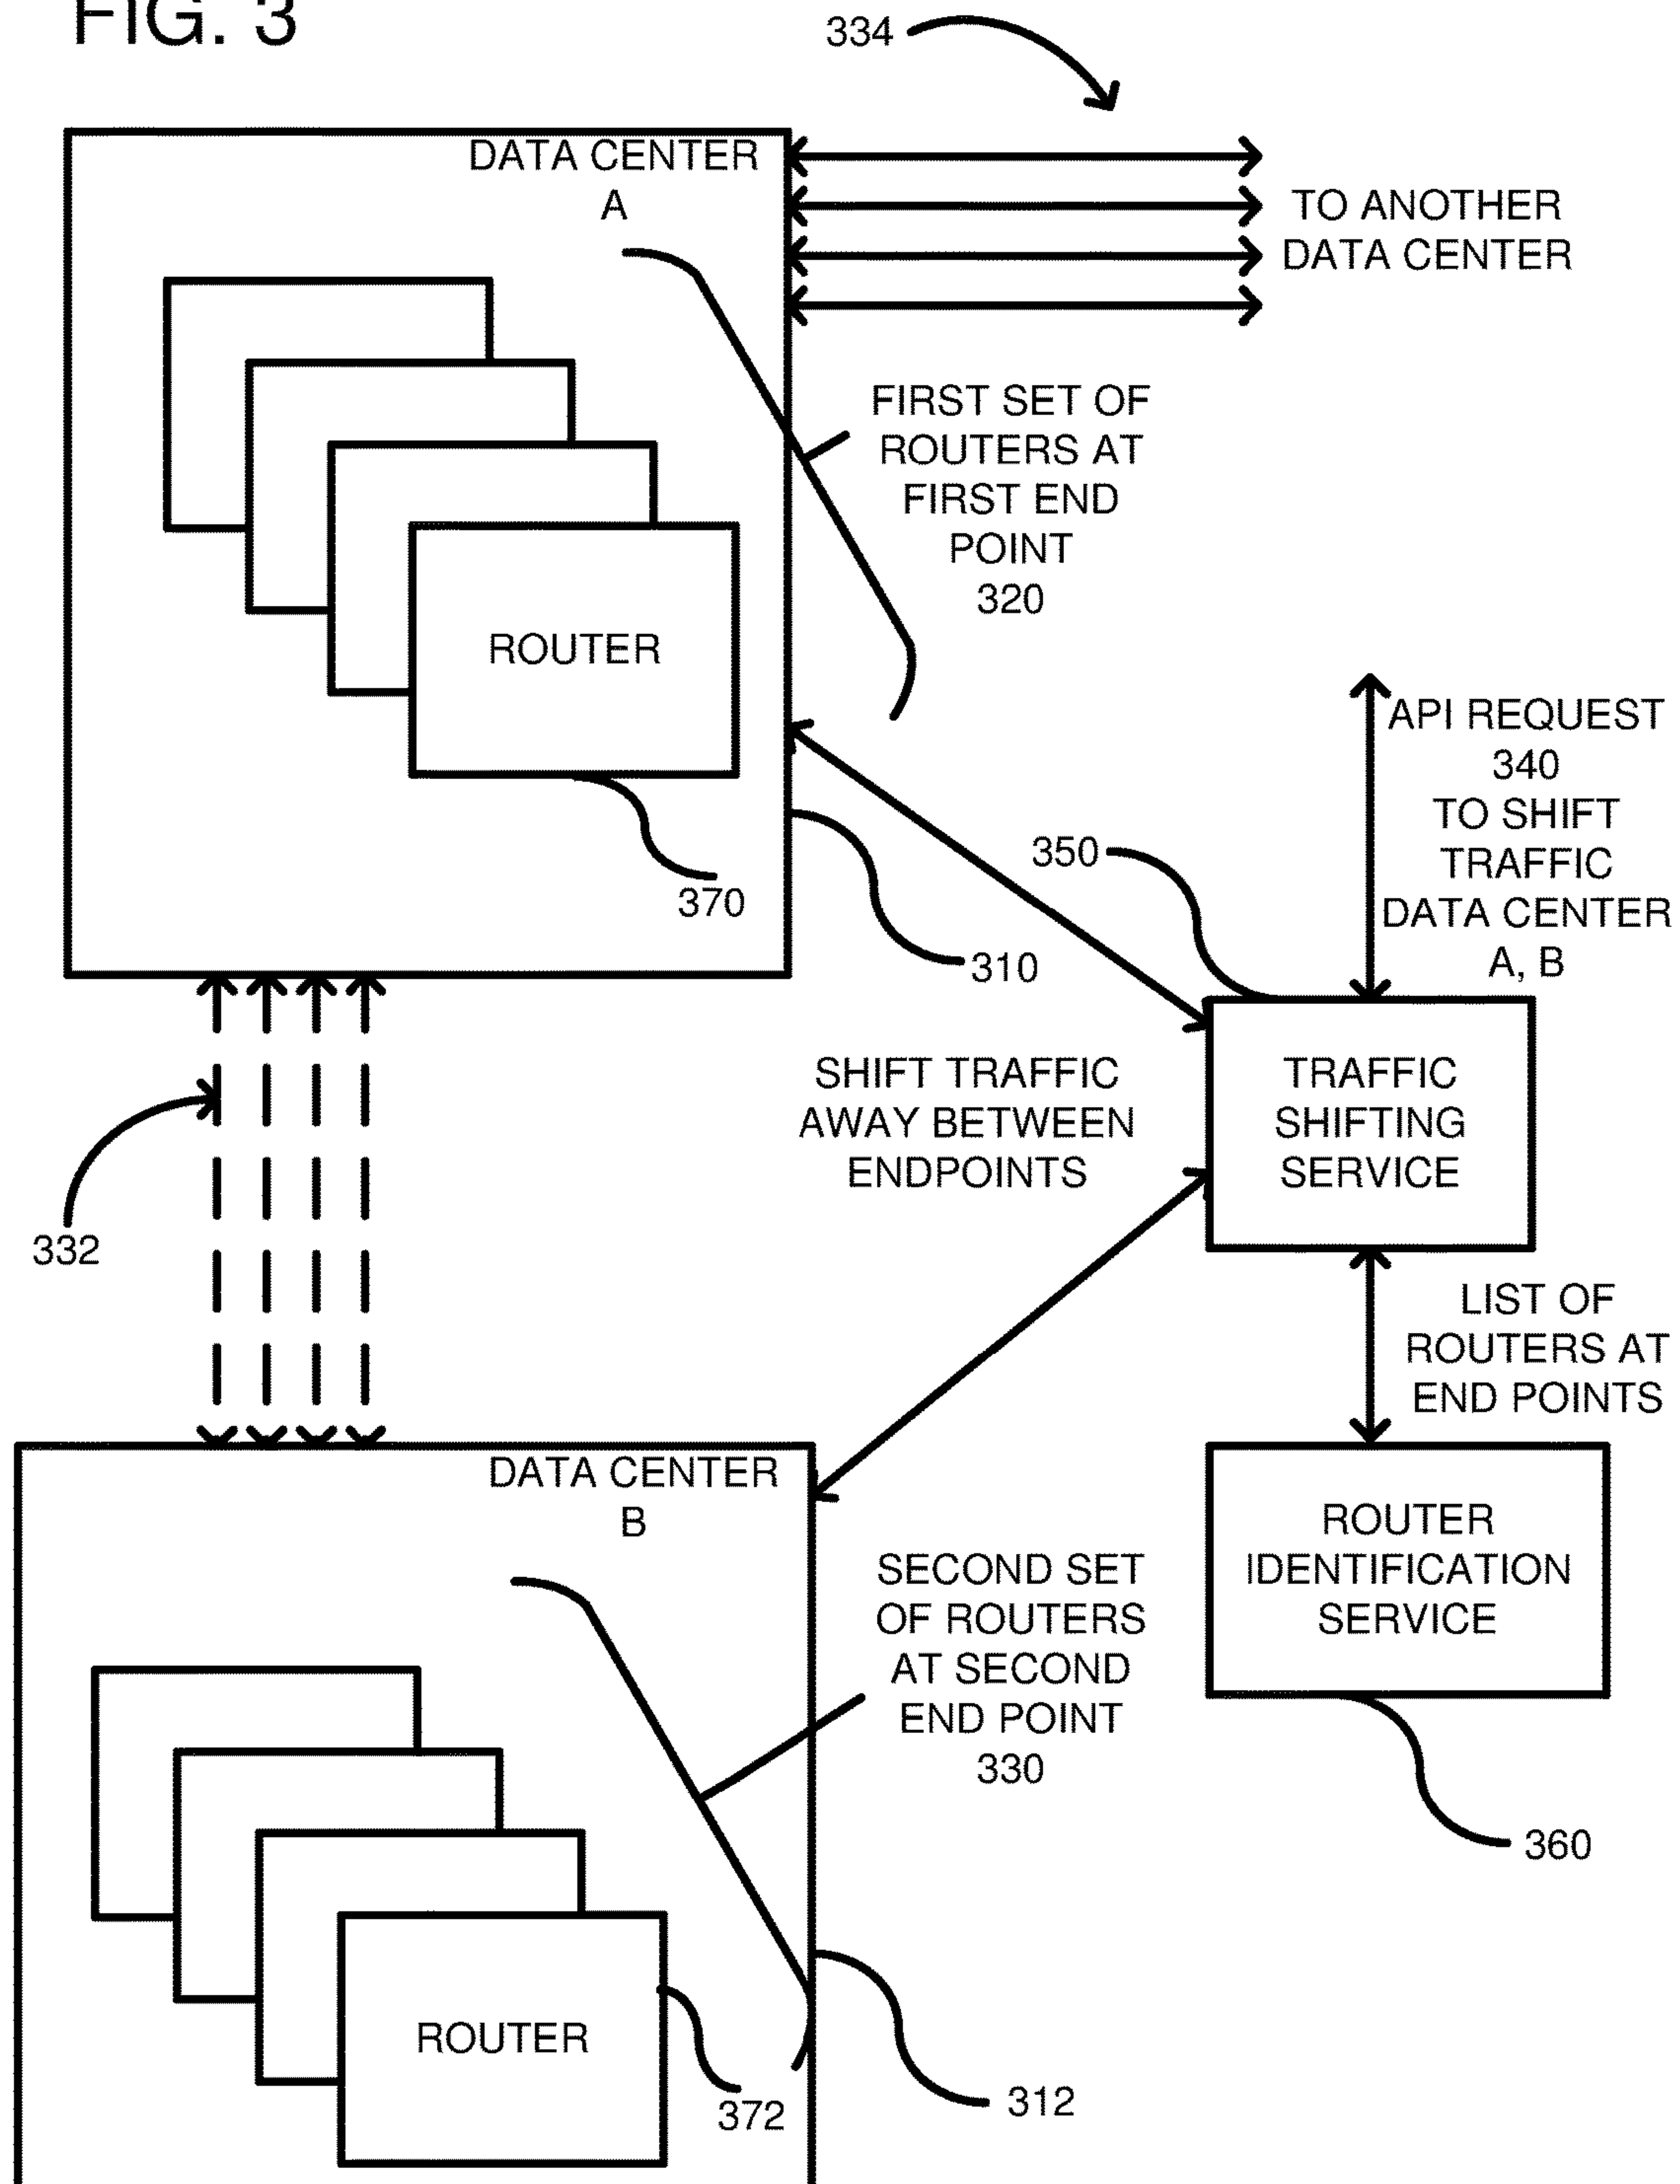 FIG. 3
334
DATA CENTER
A
TO ANOTHER
DATA CENTER
FIRST SET OF
ROUTERS AT
FIRST END
POINT
320
ROUTER
370
310
API REQUEST
340
TO SHIFT
TRAFFIC
DATA CENTER
A, B
350
SHIFT TRAFFIC
AWAY BETWEEN
ENDPOINTS
TRAFFIC
SHIFTING
SERVICE
332
LIST OF
ROUTERS AT
END POINTS
DATA CENTER
B
ROUTER
IDENTIFICATION
SERVICE
SECOND SET
OF ROUTERS
AT SECOND
END POINT
330
360
ROUTER
372
312